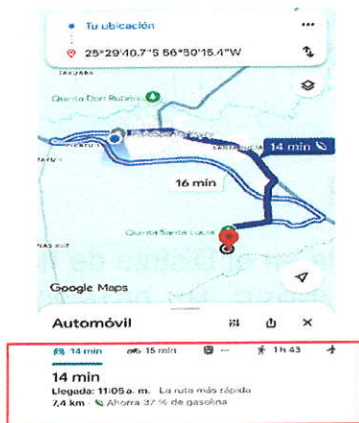 Tu ubicación
25°29'40.7"S 56°50'15.4"W
Quinta Don Rubito
14 min
16 min
Quinta Santa Lucia
Google Maps
Automóvil
14 min 15 min -- 1 h 43
14 min
Llegada: 11:05 a. m. La ruta más rápida
7,4 km · Ahorra 37 % de gasolina